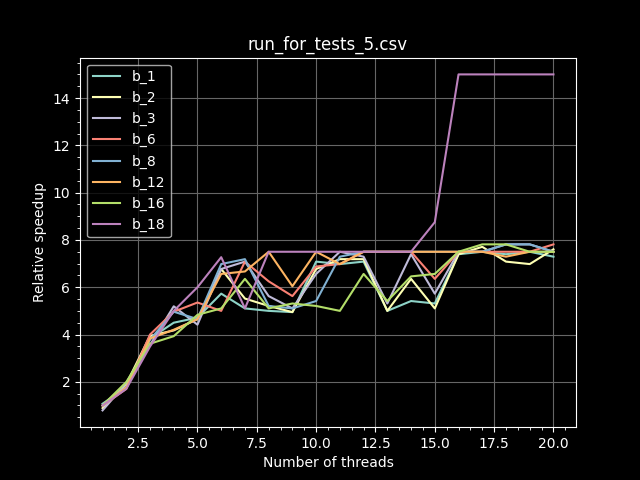 run_for_tests_5.csv
b_1
b_2
b_3
b_6
b_8
b_12
b_16
b_18
Relative speedup
14
12
10
8
6
4
2
2.5 5.0 7.5 10.0 12.5 15.0 17.5 20.0
Number of threads